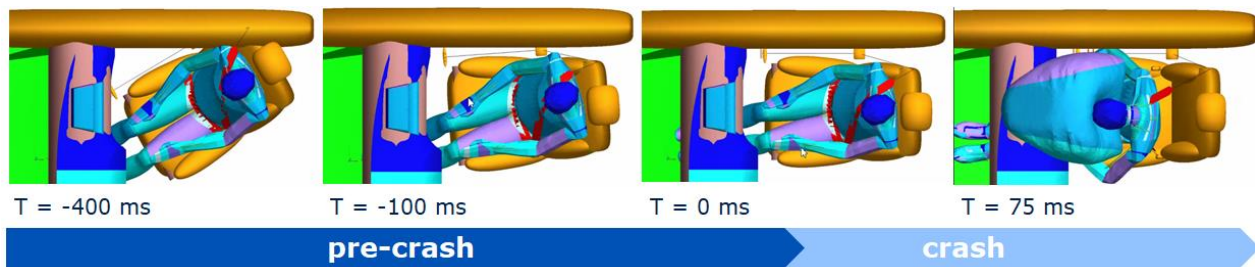 T = -400 ms
T = -100 ms
T = 0 ms
T = 75 ms
pre-crash
crash